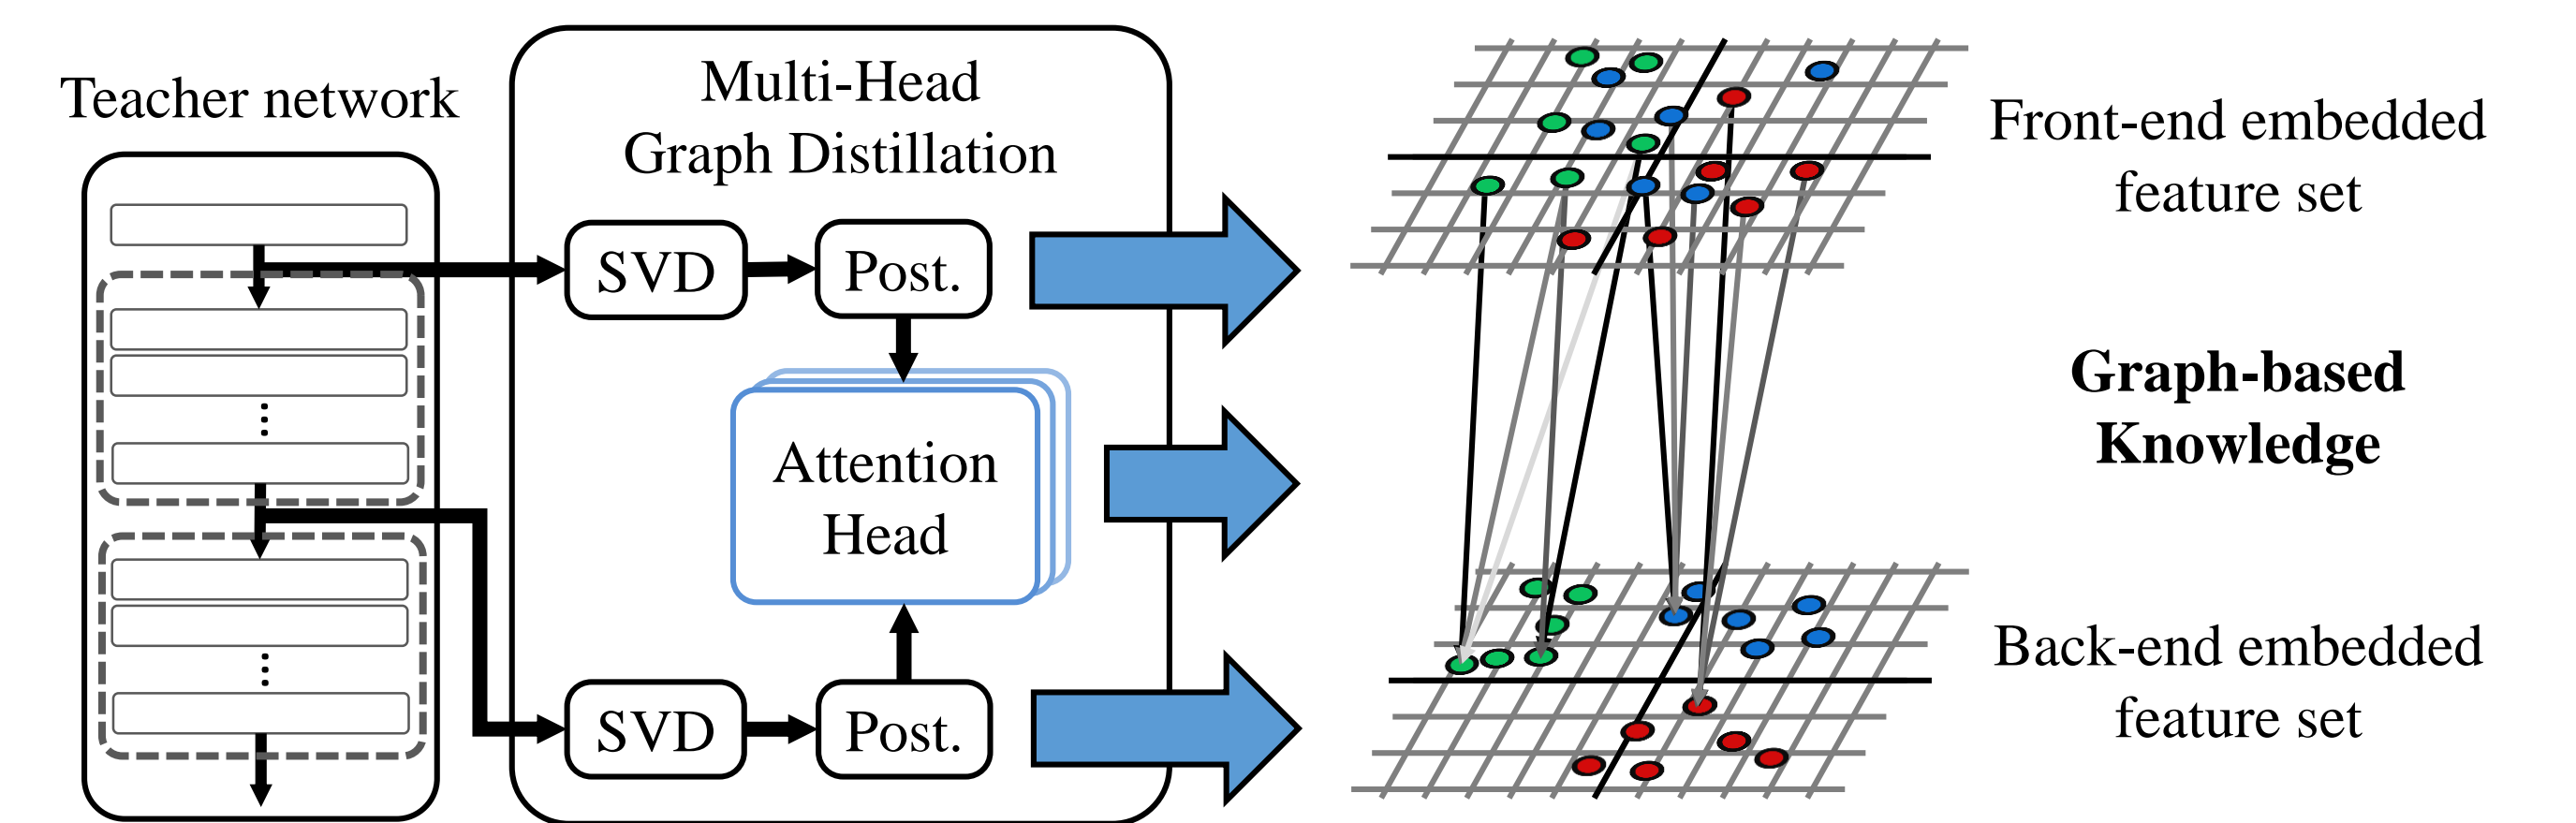 Teacher network
Multi-Head
Graph Distillation
SVD
Post.
Attention
Head
SVD
Post.
Front-end embedded
feature set
Graph-based
Knowledge
Back-end embedded
feature set